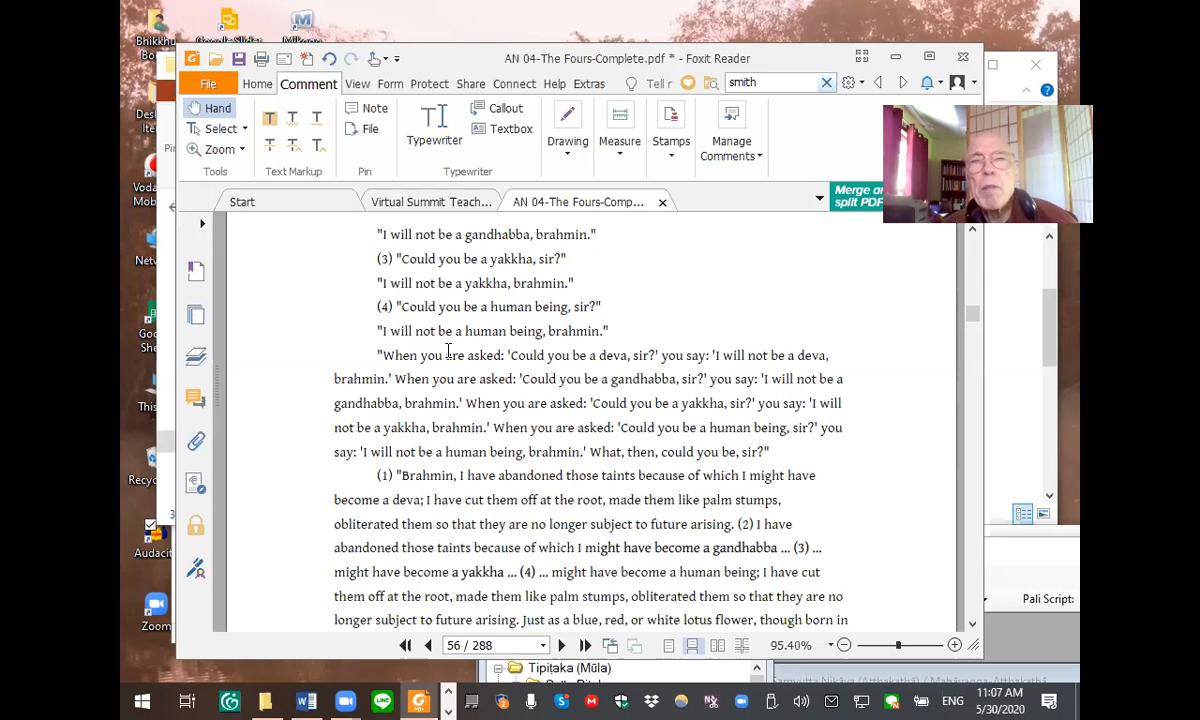 Bhikkhu
Google Slides
Mikogo
AN 04-The Fours-Complete.pdf * - Foxit Reader
File Home Comment View Form Protect Share Connect Help Extras Tell r smith
Hand
Select
Zoom
Tools
Text Markup
Note
File
Pin
Typewriter
Callout
Textbox
Typewriter
Drawing
Measure
Stamps
Manage
Comments
Start
Virtual Summit Teach...
AN 04-The Fours-Comp...
Merge an
split PDF
"I will not be a gandhabba, brahmin."
(3) "Could you be a yakkha, sir?"
"I will not be a yakkha, brahmin."
(4) "Could you be a human being, sir?"
"I will not be a human being, brahmin."
"When you are asked: 'Could you be a deva, sir?' you say: 'I will not be a deva,
brahmin.' When you are asked: 'Could you be a gandhabba, sir?' you say: 'I will not be a
gandhabba, brahmin.' When you are asked: 'Could you be a yakkha, sir?' you say: 'I will
not be a yakkha, brahmin.' When you are asked: 'Could you be a human being, sir?' you
say: 'I will not be a human being, brahmin.' What, then, could you be, sir?"
(1) "Brahmin, I have abandoned those taints because of which I might have
become a deva; I have cut them off at the root, made them like palm stumps,
obliterated them so that they are no longer subject to future arising. (2) I have
abandoned those taints because of which I might have become a gandhabba ... (3) ...
might have become a yakkha ... (4) ... might have become a human being; I have cut
them off at the root, made them like palm stumps, obliterated them so that they are no
longer subject to future arising. Just as a blue, red, or white lotus flower, though born in
56 / 288
95.40%
Pali Script:
Tipiṭaka (Mūla)
Zoom
ENG
11:07 AM
5/30/2020